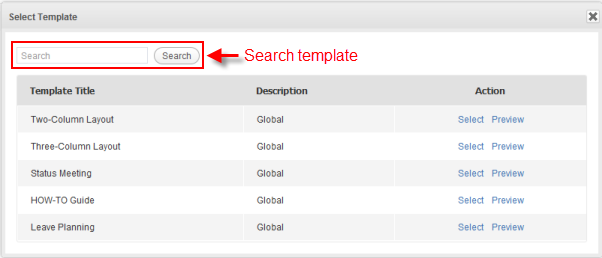 Select Template
Search Search Search template
Template Title Description Action
Two-Column Layout Global Select Preview
Three-Column Layout Global Select Preview
Status Meeting Global Select Preview
HOW-TO Guide Global Select Preview
Leave Planning Global Select Preview